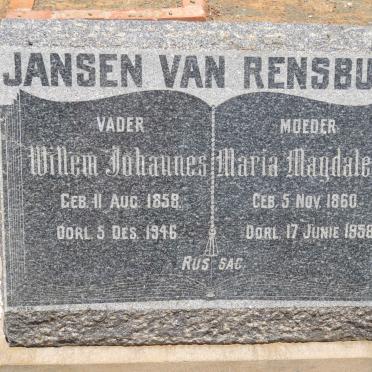 JANSEN VAN RENSBU
VADER
Willem Johannes
GEB. 11 AUG. 1858.
OORL. 5 DES. 1946.
MOEDER
Maria Magdale
GEB. 5 NOV. 1860.
OORL. 17 JUNIE 1958
RUS SAG